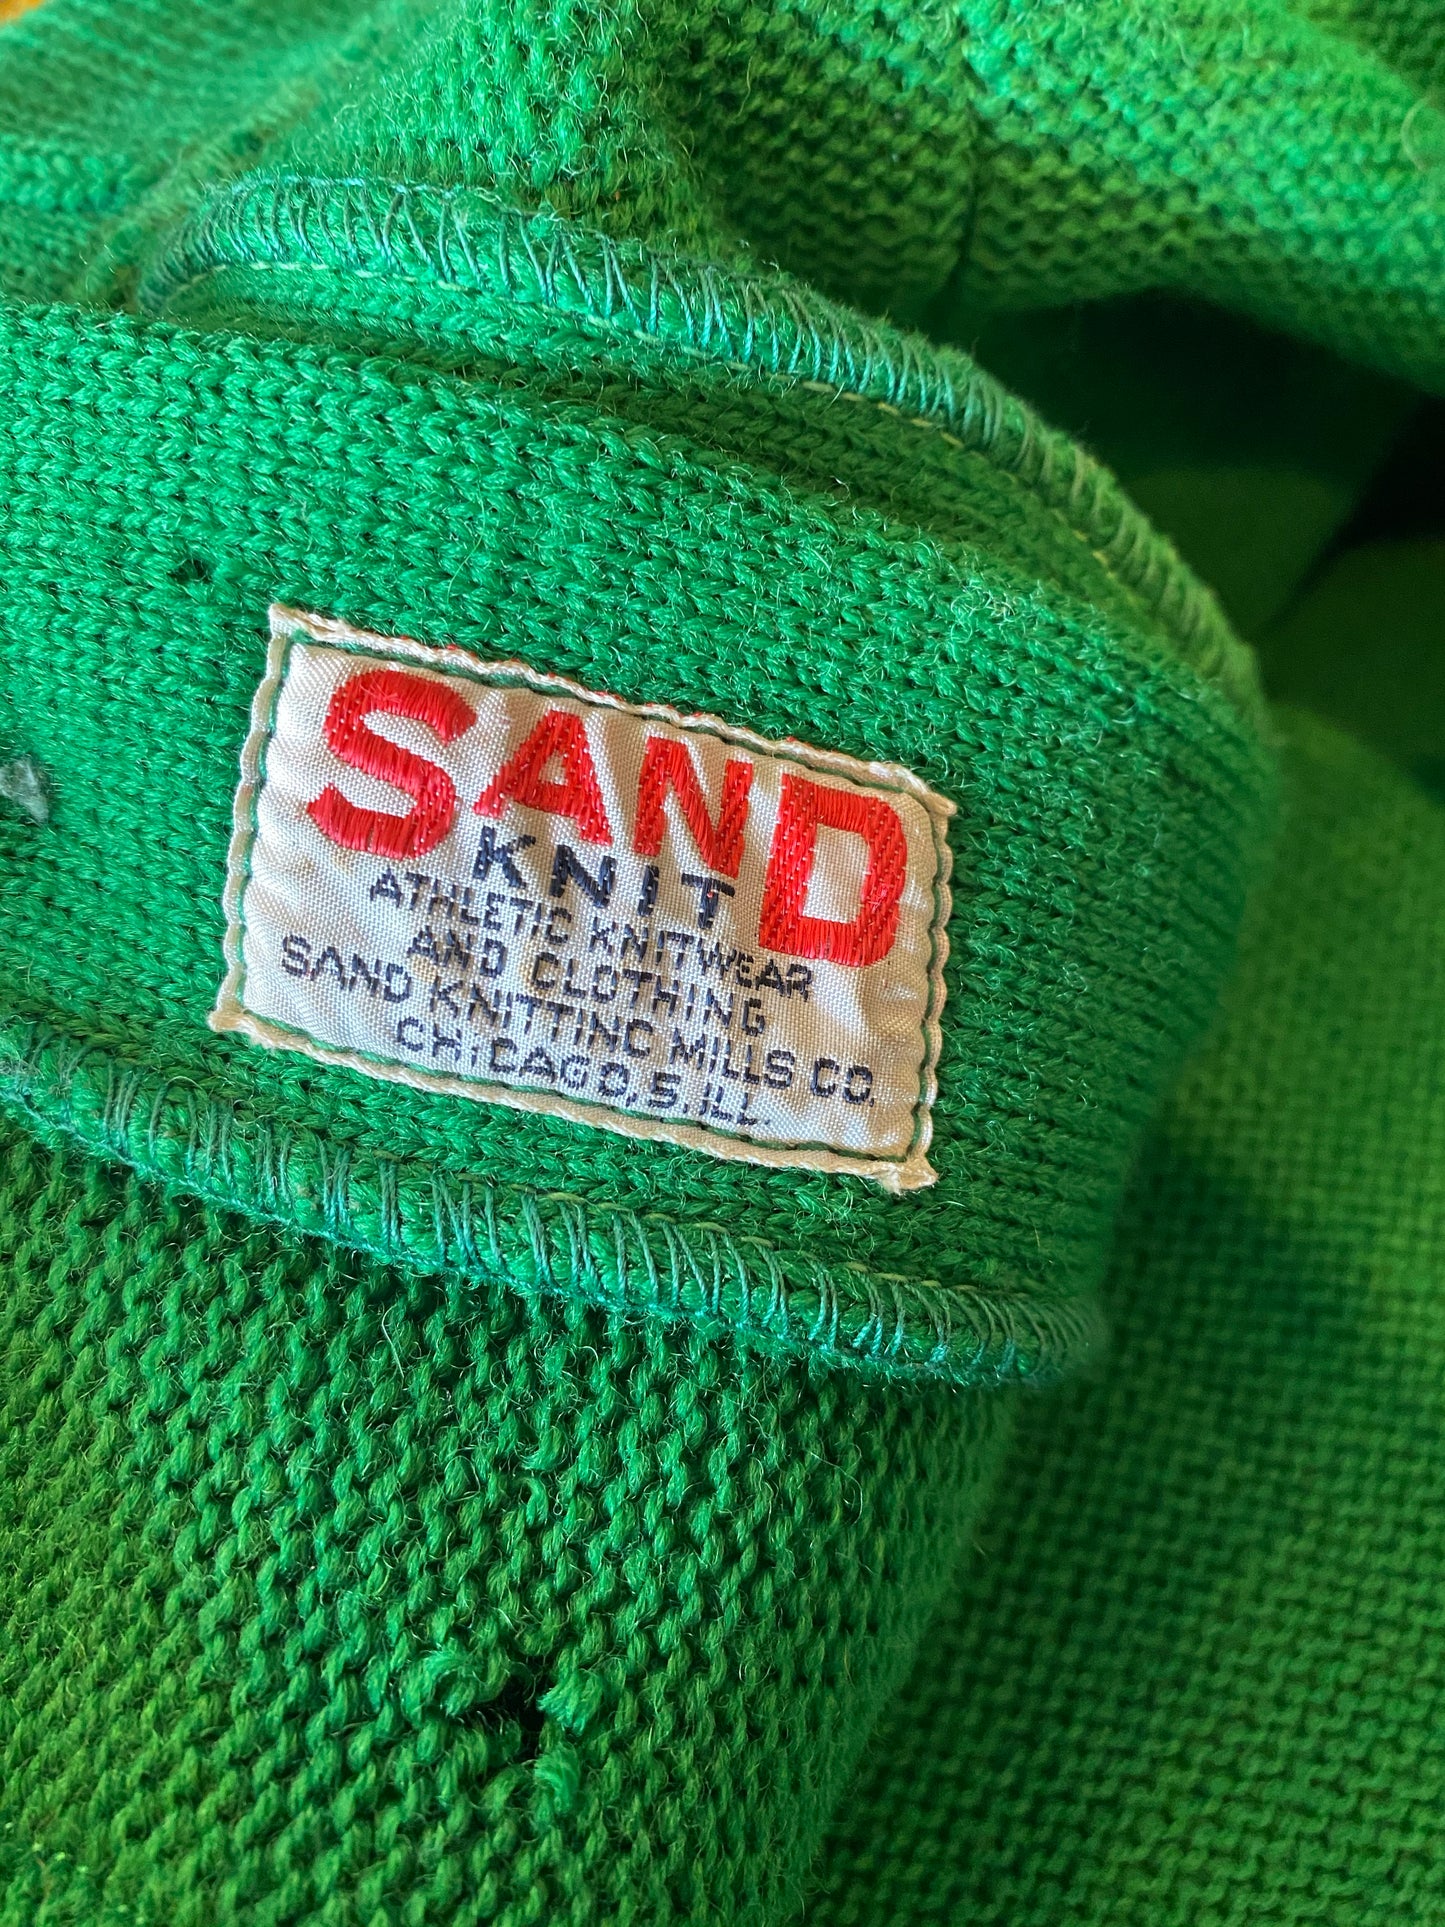 SAND
KNIT
ATHLETIC KNITWEAR
AND CLOTHING
SAND KNITTING MILLS CO.
CHICAGO, 5, ILL.